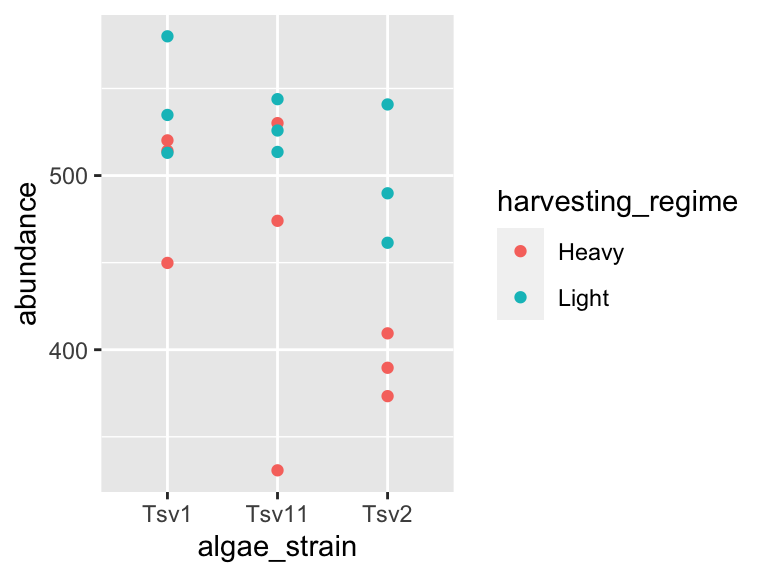 abundance
500
400
Tsv1 Tsv11 Tsv2
algae_strain
harvesting_regime
Heavy
Light